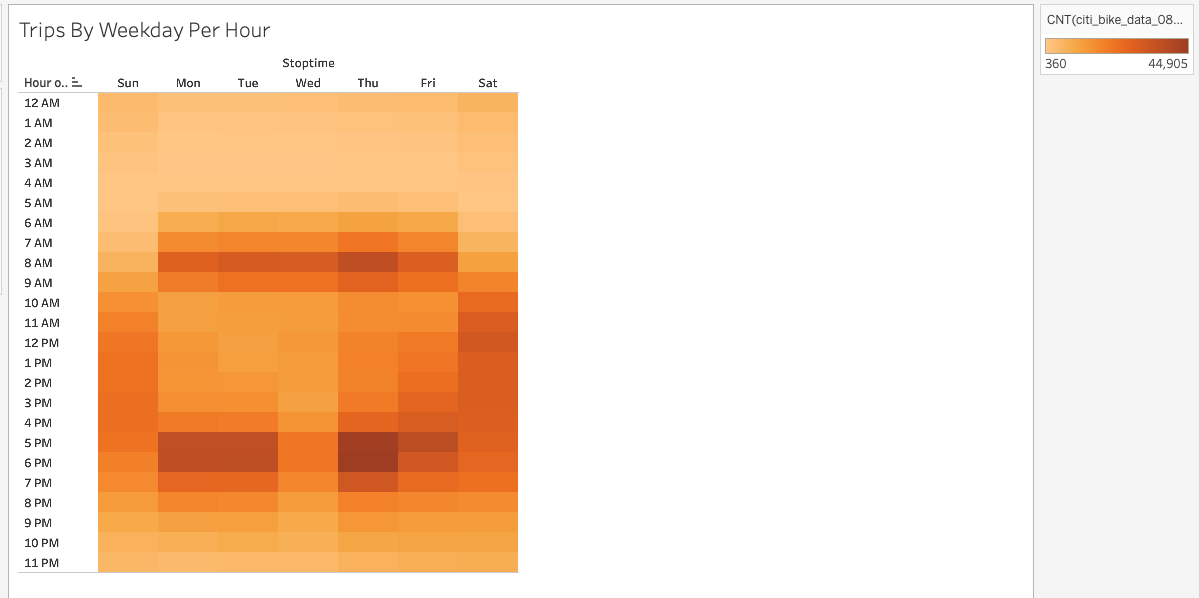 Trips By Weekday Per Hour
CNT(citi_bike_data_08...
360 44,905
Stoptime
Hour o.. Sun Mon Tue Wed Thu Fri Sat
12 AM
1 AM
2 AM
3 AM
4 AM
5 AM
6 AM
7 AM
8 AM
9 AM
10 AM
11 AM
12 PM
1 PM
2 PM
3 PM
4 PM
5 PM
6 PM
7 PM
8 PM
9 PM
10 PM
11 PM